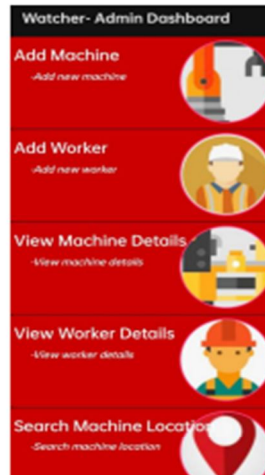 Watcher- Admin Dashboard
Add Machine
-Add new machine
Add Worker
-Add new worker
View Machine Details
-View machine details
View Worker Details
-View worker details
Search Machine Location
-Search machine location